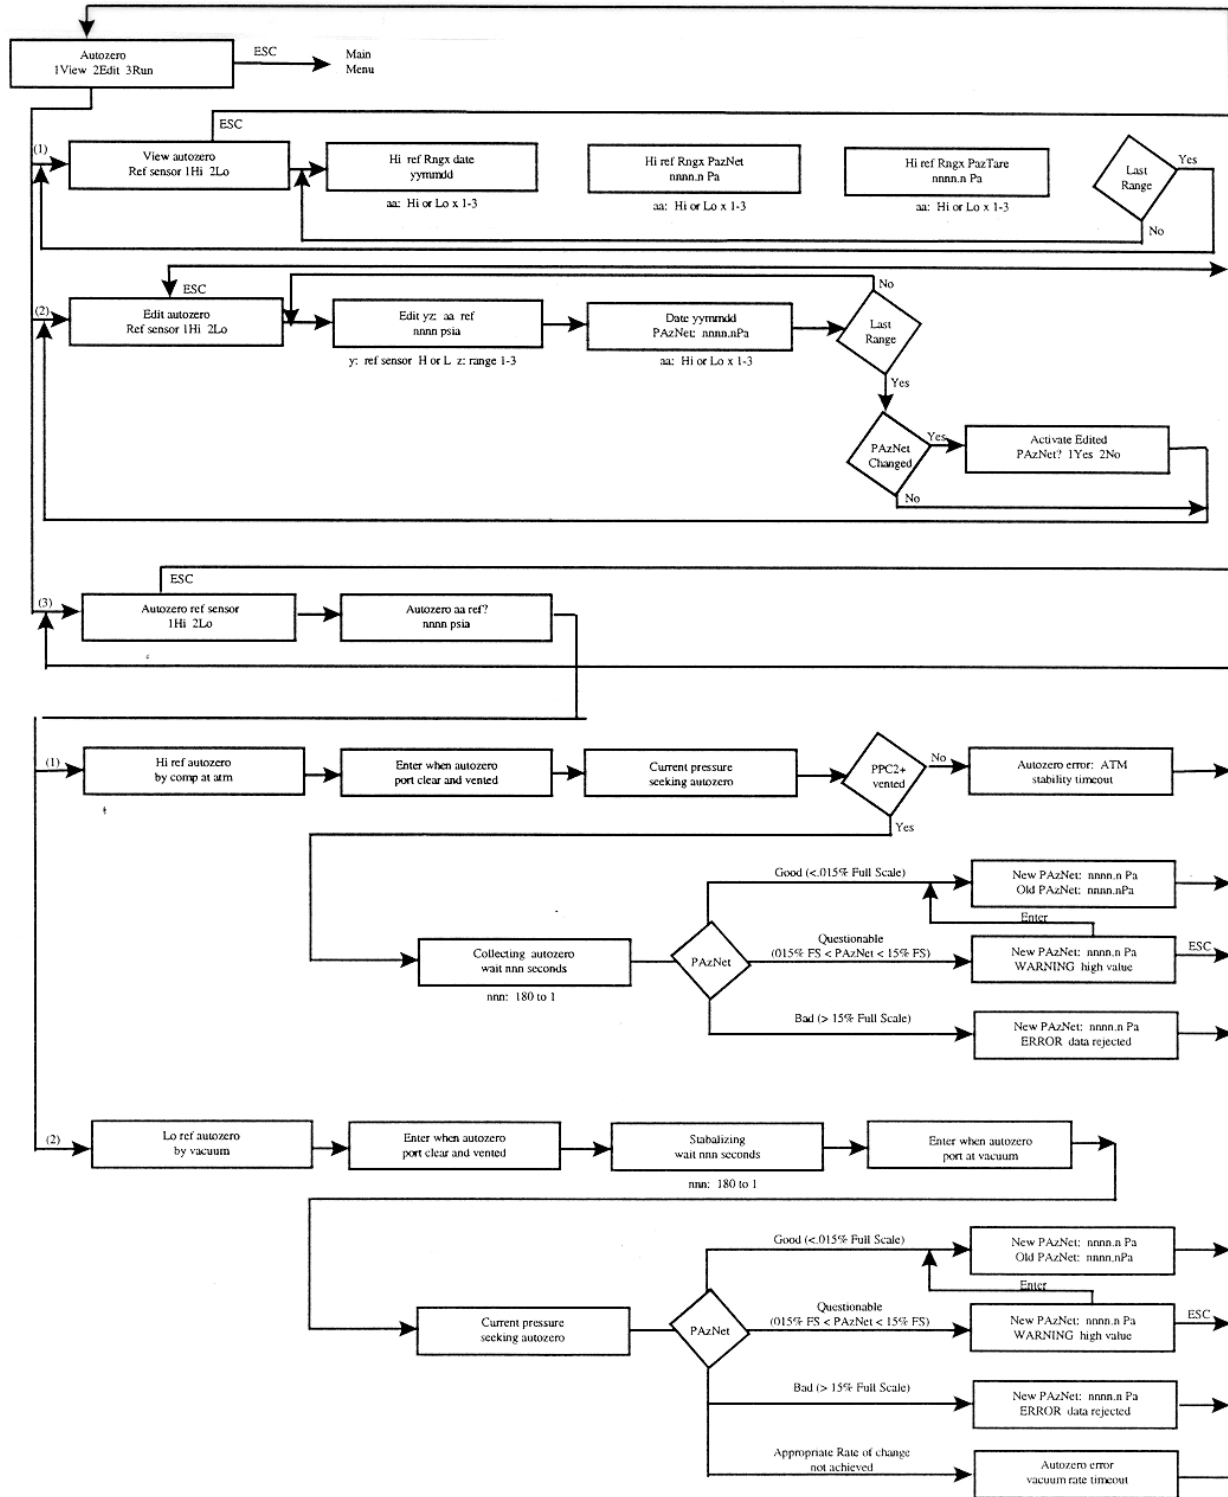 Autozero
1View 2Edit 3Run
ESC
Main
Menu
ESC
(1)
View autozero
Ref sensor 1Hi 2Lo
Hi ref Rngx date
yymmdd
aa: Hi or Lo x 1-3
Hi ref Rngx PazNet
nnnn.n Pa
aa: Hi or Lo x 1-3
Hi ref Rngx PazTare
nnnn.n Pa
aa: Hi or Lo x 1-3
Last
Range
Yes
No
ESC
(2)
Edit autozero
Ref sensor 1Hi 2Lo
Edit yz: aa ref
nnnn psia
y: ref sensor H or L z: range 1-3
Date yymmdd
PAzNet: nnnn.nPa
aa: Hi or Lo x 1-3
No
Last
Range
Yes
PAzNet
Changed
Yes
Activate Edited
PAzNet? 1Yes 2No
No
ESC
(3)
Autozero ref sensor
1Hi 2Lo
Autozero aa ref?
nnnn psia
(1)
Hi ref autozero
by comp at atm
Enter when autozero
port clear and vented
Current pressure
seeking autozero
PPC2+
vented
No
Autozero error: ATM
stability timeout
Yes
Collecting autozero
wait nnn seconds
nnn: 180 to 1
PAzNet
Good (<.015% Full Scale)
New PAzNet: nnnn.n Pa
Old PAzNet: nnnn.nPa
Enter
Questionable
(015% FS < PAzNet < 15% FS)
New PAzNet: nnnn.n Pa
WARNING high value
ESC
Bad (> 15% Full Scale)
New PAzNet: nnnn.n Pa
ERROR data rejected
(2)
Lo ref autozero
by vacuum
Enter when autozero
port clear and vented
Stabalizing
wait nnn seconds
nnn: 180 to 1
Enter when autozero
port at vacuum
Current pressure
seeking autozero
PAzNet
Good (<.015% Full Scale)
New PAzNet: nnnn.n Pa
Old PAzNet: nnnn.nPa
Enter
Questionable
(015% FS < PAzNet < 15% FS)
New PAzNet: nnnn.n Pa
WARNING high value
ESC
Bad (> 15% Full Scale)
New PAzNet: nnnn.n Pa
ERROR data rejected
Appropriate Rate of change
not achieved
Autozero error
vacuum rate timeout